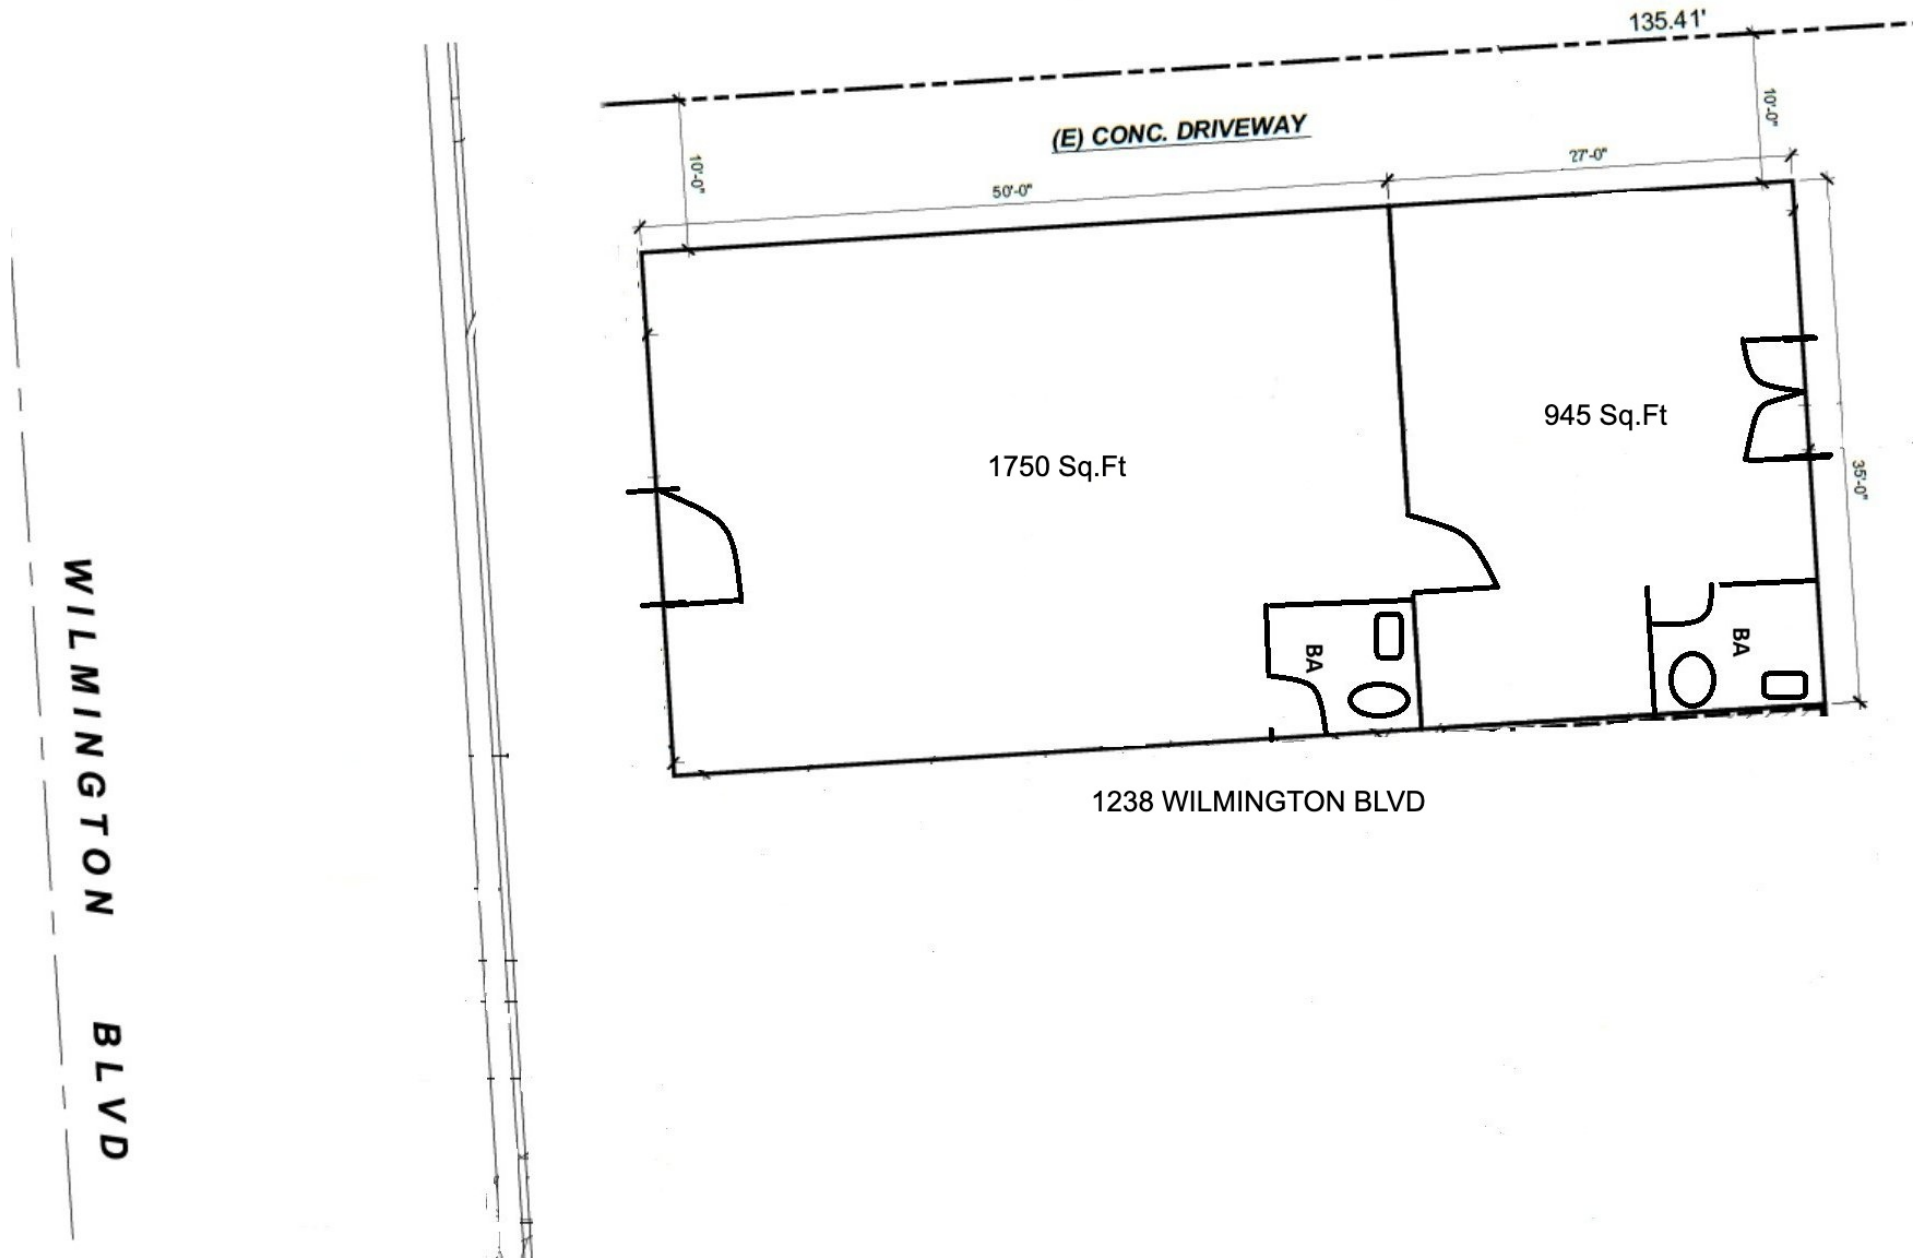 135.41'
10'-0"
(E) CONC. DRIVEWAY
10'-0"
27'-0"
50'-0"
945 Sq.Ft
1750 Sq.Ft
35'-0"
BA
BA
1238 WILMINGTON BLVD
WILMINGTON BLVD